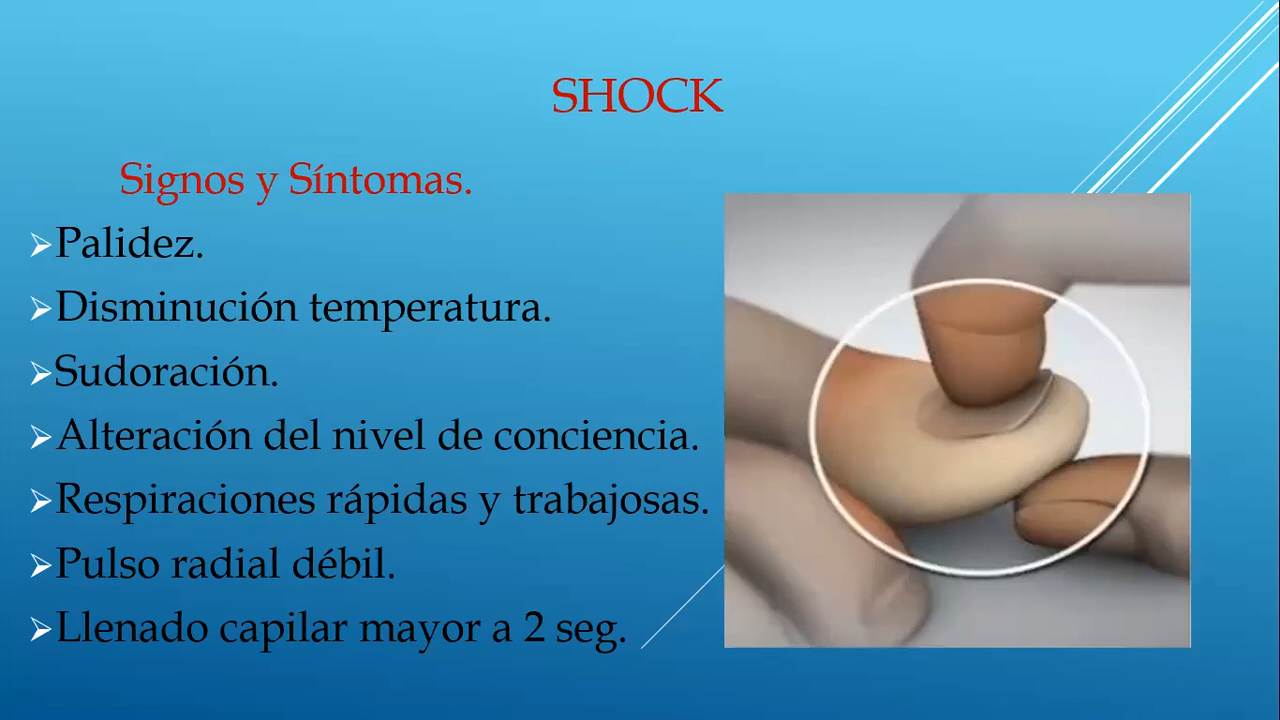 SHOCK
Signos y Síntomas.
Palidez.
Disminución temperatura.
Sudoración.
Alteración del nivel de conciencia.
Respiraciones rápidas y trabajosas.
Pulso radial débil.
Llenado capilar mayor a 2 seg.